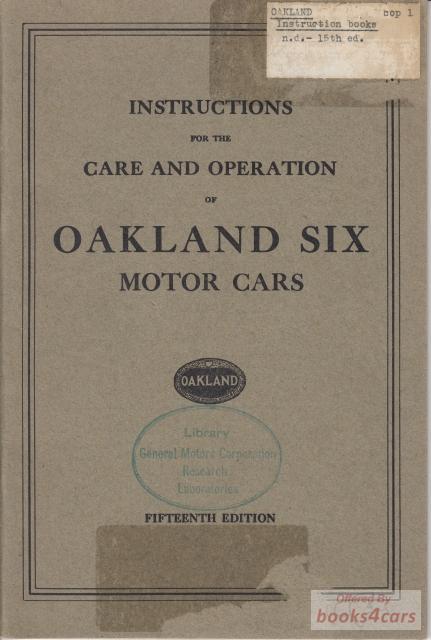 OAKLAND cop 1
Instruction books
n.d.- 15th ed.
INSTRUCTIONS
FOR THE
CARE AND OPERATION
OF
OAKLAND SIX
MOTOR CARS
OAKLAND
Library
General Motors Corporation
Research
Laboratories
FIFTEENTH EDITION
Offered By
books4cars